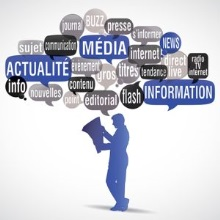 journal
BUZZ
presse
s'informer
sujet
communication
MÉDIA
internet
NEWS
ACTUALITÉ
évènement
titres
direct
live
radio
TV
internet
info
nouvelles
contenu
gros
tendance
point
éditorial
flash
INFORMATION